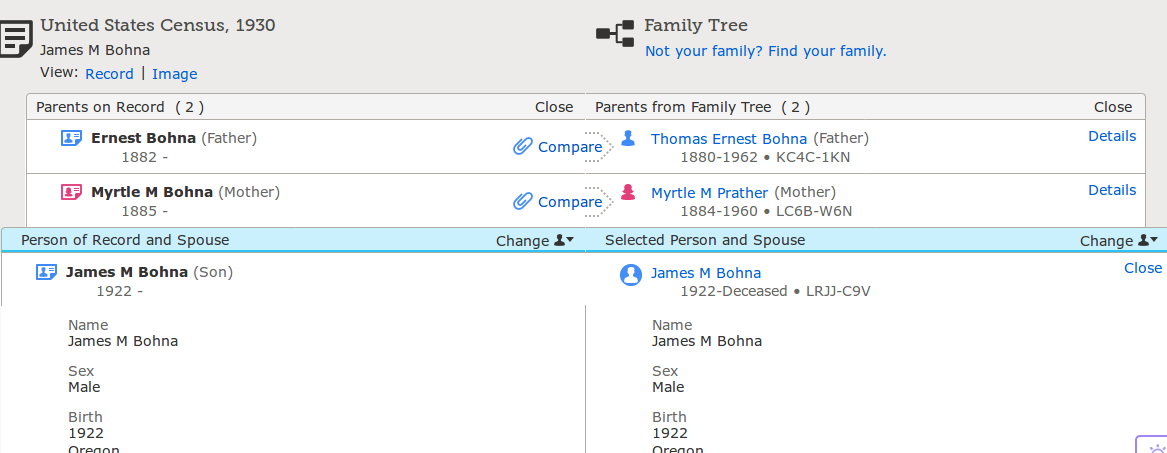 United States Census, 1930
James M Bohna
View: Record | Image
Family Tree
Not your family? Find your family.
Parents on Record ( 2 ) Close
Parents from Family Tree ( 2 ) Close
Ernest Bohna (Father)
1882 -
Compare
Thomas Ernest Bohna (Father)
1880-1962 • KC4C-1KN
Details
Myrtle M Bohna (Mother)
1885 -
Compare
Myrtle M Prather (Mother)
1884-1960 • LC6B-W6N
Details
Person of Record and Spouse Change
Selected Person and Spouse Change
James M Bohna (Son)
1922 -
James M Bohna
1922-Deceased • LRJJ-C9V
Close
Name
James M Bohna
Sex
Male
Birth
1922
Oregon
Name
James M Bohna
Sex
Male
Birth
1922
Oregon